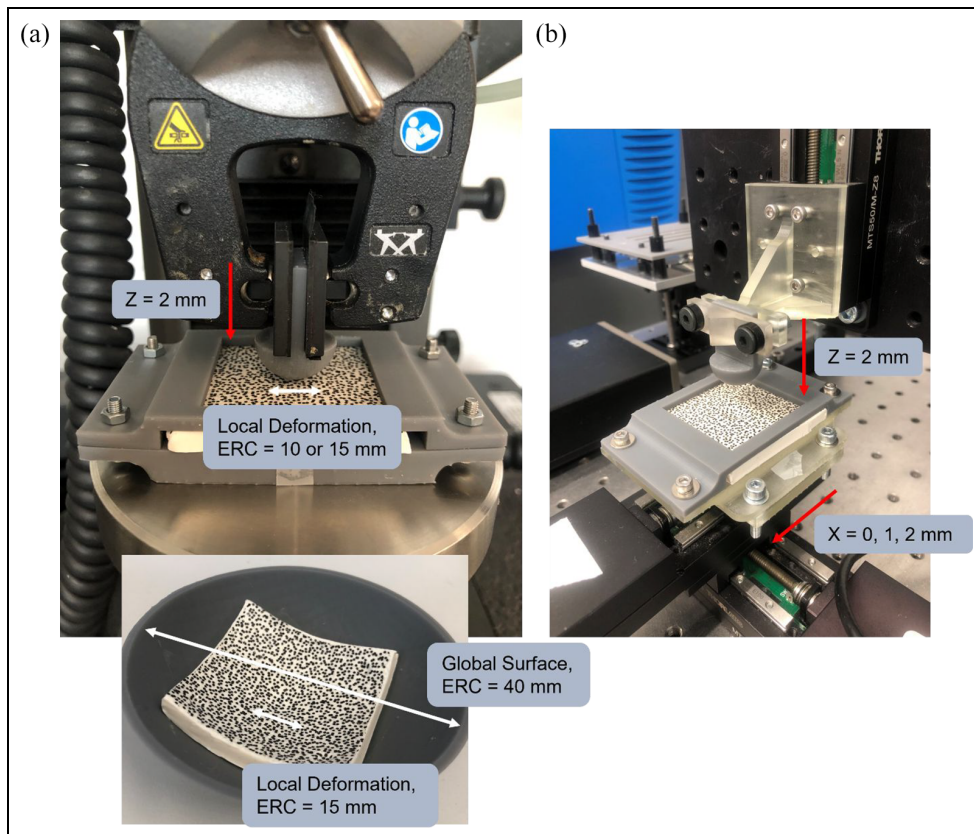 (a)
(b)
Z = 2 mm
Local Deformation,
ERC = 10 or 15 mm
Global Surface,
ERC = 40 mm
Local Deformation,
ERC = 15 mm
MTS50/M-Z8
THOR
Z = 2 mm
X = 0, 1, 2 mm